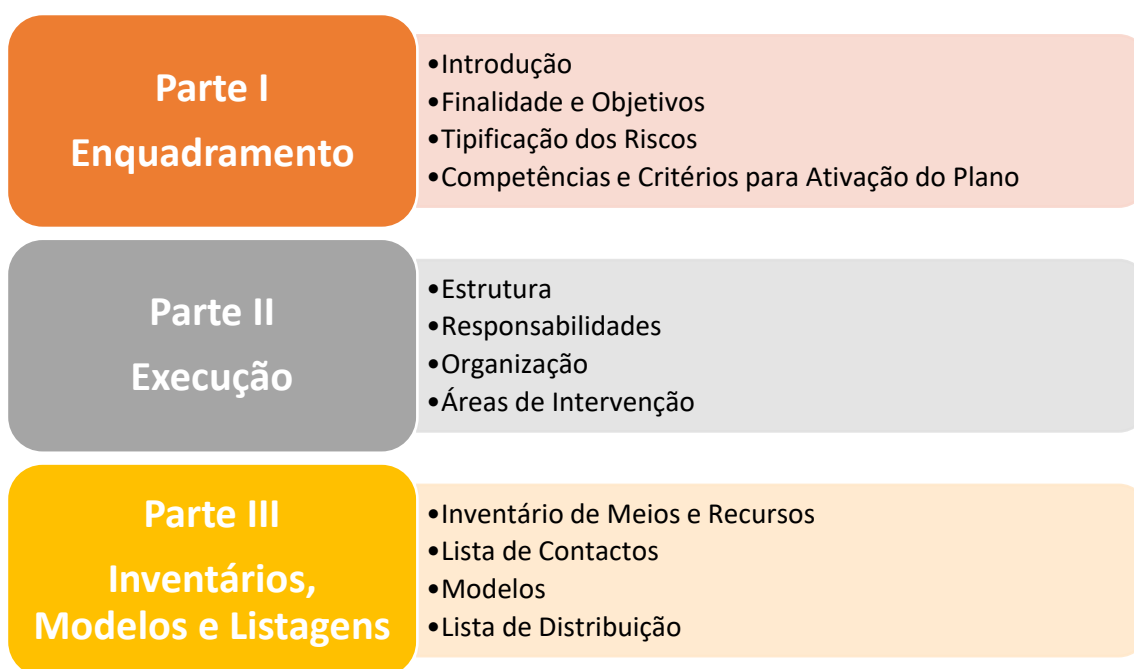 Parte I
Enquadramento
•Introdução
•Finalidade e Objetivos
•Tipificação dos Riscos
•Competências e Critérios para Ativação do Plano
Parte II
Execução
•Estrutura
•Responsabilidades
•Organização
•Áreas de Intervenção
Parte III
Inventários,
Modelos e Listagens
•Inventário de Meios e Recursos
•Lista de Contactos
•Modelos
•Lista de Distribuição